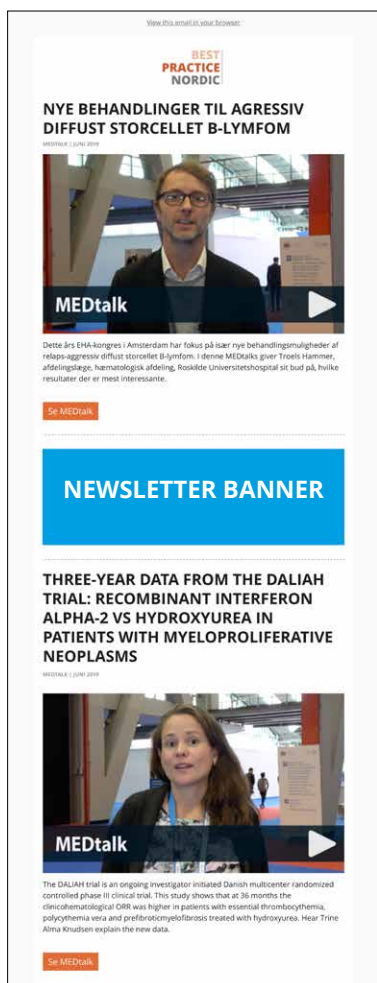 View this email in your browser
BEST
PRACTICE
NORDIC
NYE BEHANDLINGER TIL AGRESSIV
DIFFUST STORCELLET B-LYMFOM
MEDTALK | JUNI 2019
MEDtalk
Dette års EHA-kongres i Amsterdam har fokus på især nye behandlingsmuligheder af
relaps-aggressiv diffust storcellet B-lymfom. I denne MEDtalks giver Troels Hammer,
afdelingslæge, hæmatologisk afdeling, Roskilde Universitetshospital sit bud på, hvilke
resultater der er mest interessante.
Se MEDtalk
NEWSLETTER BANNER
THREE-YEAR DATA FROM THE DALIAH
TRIAL: RECOMBINANT INTERFERON
ALPHA-2 VS HYDROXYUREA IN
PATIENTS WITH MYELOPROLIFERATIVE
NEOPLASMS
MEDTALK | JUNI 2019
MEDtalk
The DALIAH trial is an ongoing investigator initiated Danish multicenter randomized
controlled phase III clinical trial. This study shows that at 36 months the
clinicohematological ORR was higher in patients with essential thrombocythemia,
polycythemia vera and prefibroticmyelofibrosis treated with hydroxyurea. Hear Trine
Alma Knudsen explain the new data.
Se MEDtalk